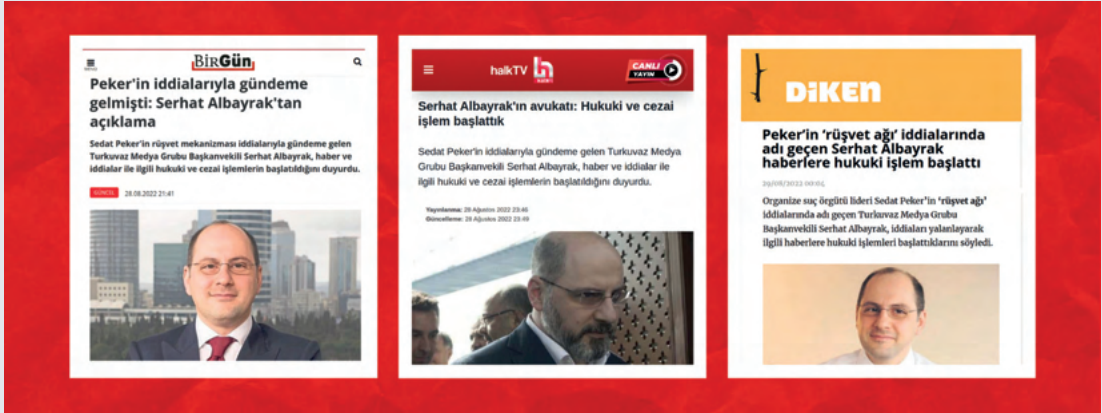 BİRGün
Menü
Peker'in iddialarıyla gündeme
gelmişti: Serhat Albayrak'tan
açıklama
Sedat Peker'in rüşvet mekanizması iddialarıyla gündeme gelen
Turkuvaz Medya Grubu Başkanvekili Serhat Albayrak, haber ve
iddialar ile ilgili hukuki ve cezai işlemlerin başlatıldığını duyurdu.
GÜNCEL 28.08.2022 21:41
halkTV
CANLI
YAYIN
Serhat Albayrak'ın avukatı: Hukuki ve cezai
işlem başlattık
Sedat Peker'in iddialarıyla gündeme gelen Turkuvaz Medya
Grubu Başkanvekili Serhat Albayrak, haber ve iddialar ile
ilgili hukuki ve cezai işlemlerin başlatıldığını duyurdu.
Yayınlanma: 28 Ağustos 2022 23:46
Güncelleme: 28 Ağustos 2022 23:49
DiKEN
Peker'in 'rüşvet ağı' iddialarında
adı geçen Serhat Albayrak
haberlere hukuki işlem başlattı
29/08/2022 00:04
Organize suç örgütü lideri Sedat Peker'in 'rüşvet ağı'
iddialarında adı geçen Turkuvaz Medya Grubu
Başkanvekili Serhat Albayrak, iddiaları yalanlayarak
ilgili haberlere hukuki işlemleri başlattıklarını söyledi.